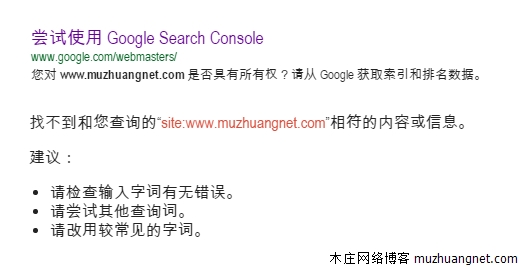 尝试使用 Google Search Console
www.google.com/webmasters/
您对 www.muzhuangnet.com 是否具有所有权？请从 Google 获取索引和排名数据。
找不到和您查询的“site:www.muzhuangnet.com”相符的内容或信息。
建议：
请检查输入字词有无错误。
请尝试其他查询词。
请改用较常见的字词。
木庄网络博客 muzhuangnet.com